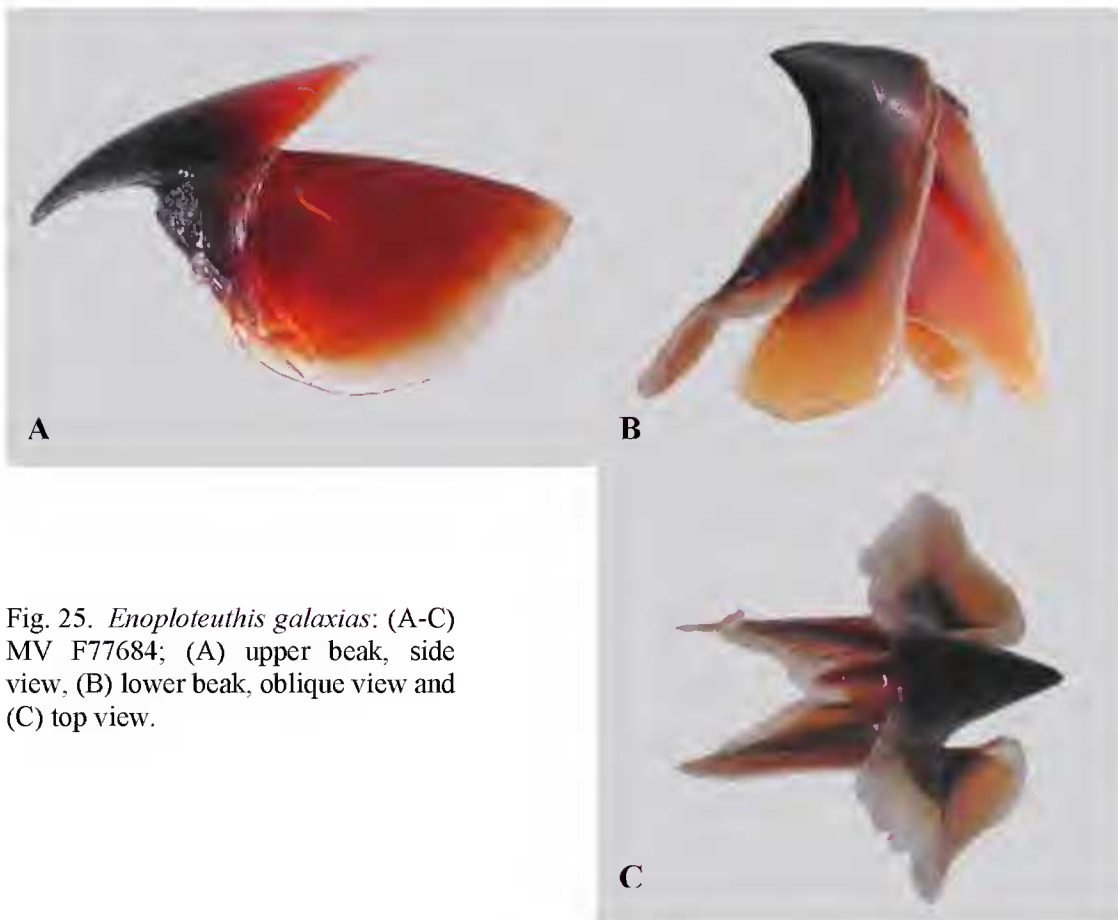 A
B
Fig. 25. Enoploteuthis galaxias: (A-C)
MV F77684; (A) upper beak, side
view, (B) lower beak, oblique view and
(C) top view.
C